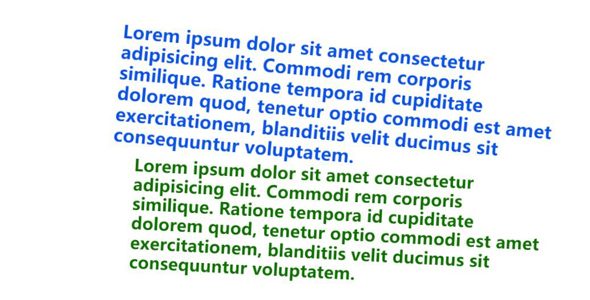 Lorem ipsum dolor sit amet consectetur
adipisicing elit. Commodi rem corporis
similique. Ratione tempora id cupiditate
dolorem quod, tenetur optio commodi est amet
exercitationem, blanditiis velit ducimus sit
consequuntur voluptatem.
Lorem ipsum dolor sit amet consectetur
adipisicing elit. Commodi rem corporis
similique. Ratione tempora id cupiditate
dolorem quod, tenetur optio commodi est amet
exercitationem, blanditiis velit ducimus sit
consequuntur voluptatem.